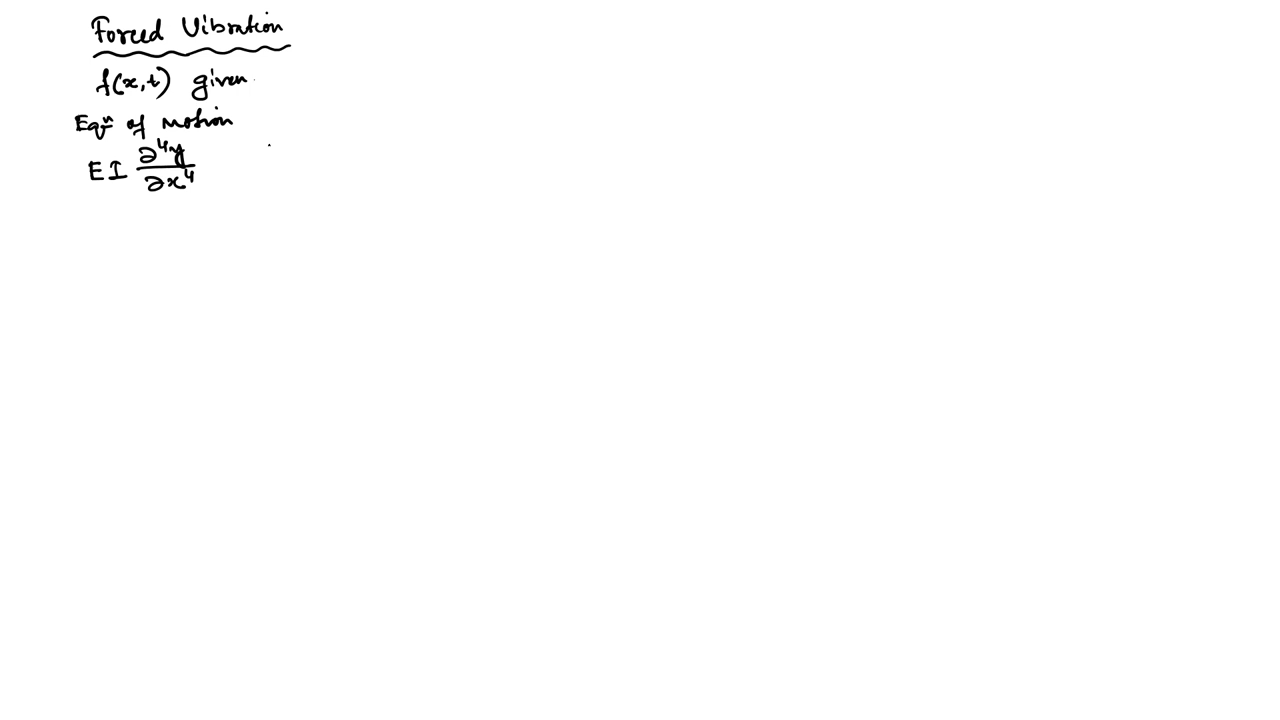 Forced Vibration
f(x,t) given
Eqⁿ of motion
EI ∂⁴y/∂x⁴